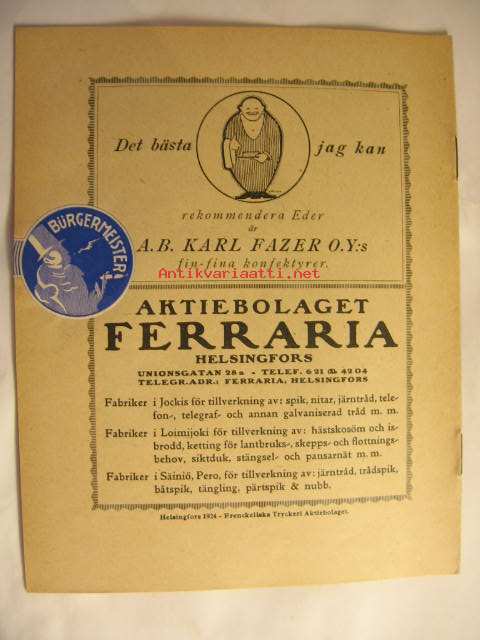 Det bästa jag kan
rekommendera Eder
är
A.B. KARL FAZER O.Y:s
fin-fina konfektyrer.
BÜRGERMEISTER
Antikvariaatti.net
AKTIEBOLAGET
FERRARIA
HELSINGFORS
UNIONSGATAN 28a - TELEF. 6 21 & 42 04
TELEGR.ADR.: FERRARIA, HELSINGFORS
Fabriker i Jockis för tillverkning av: spik, nitar, järntråd, tele-
fon-, telegraf- och annan galvaniserad tråd m. m.
Fabriker i Loimijoki för tillverkning av: hästskosöm och is-
brodd, ketting för lantbruks-, skepps- och flottnings-
behov, siktduk, stängsel- och pansarnät m. m.
Fabriker i Säiniö, Pero, för tillverkning av: järntråd, trådspik,
båtspik, tängling, pärtspik & nubb.
Helsingfors 1924 - Frenckellska Tryckeri Aktiebolaget.